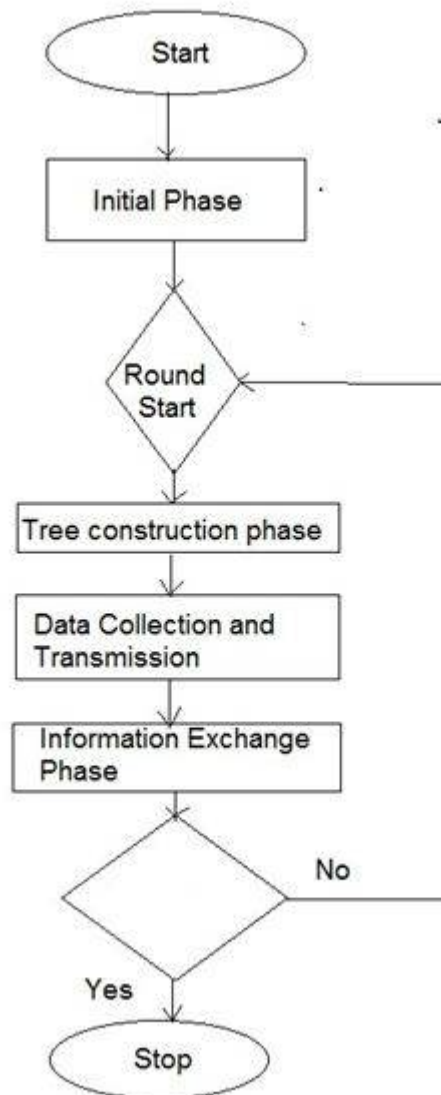 Start
Initial Phase
Round
Start
Tree construction phase
Data Collection and
Transmission
Information Exchange
Phase
No
Yes
Stop